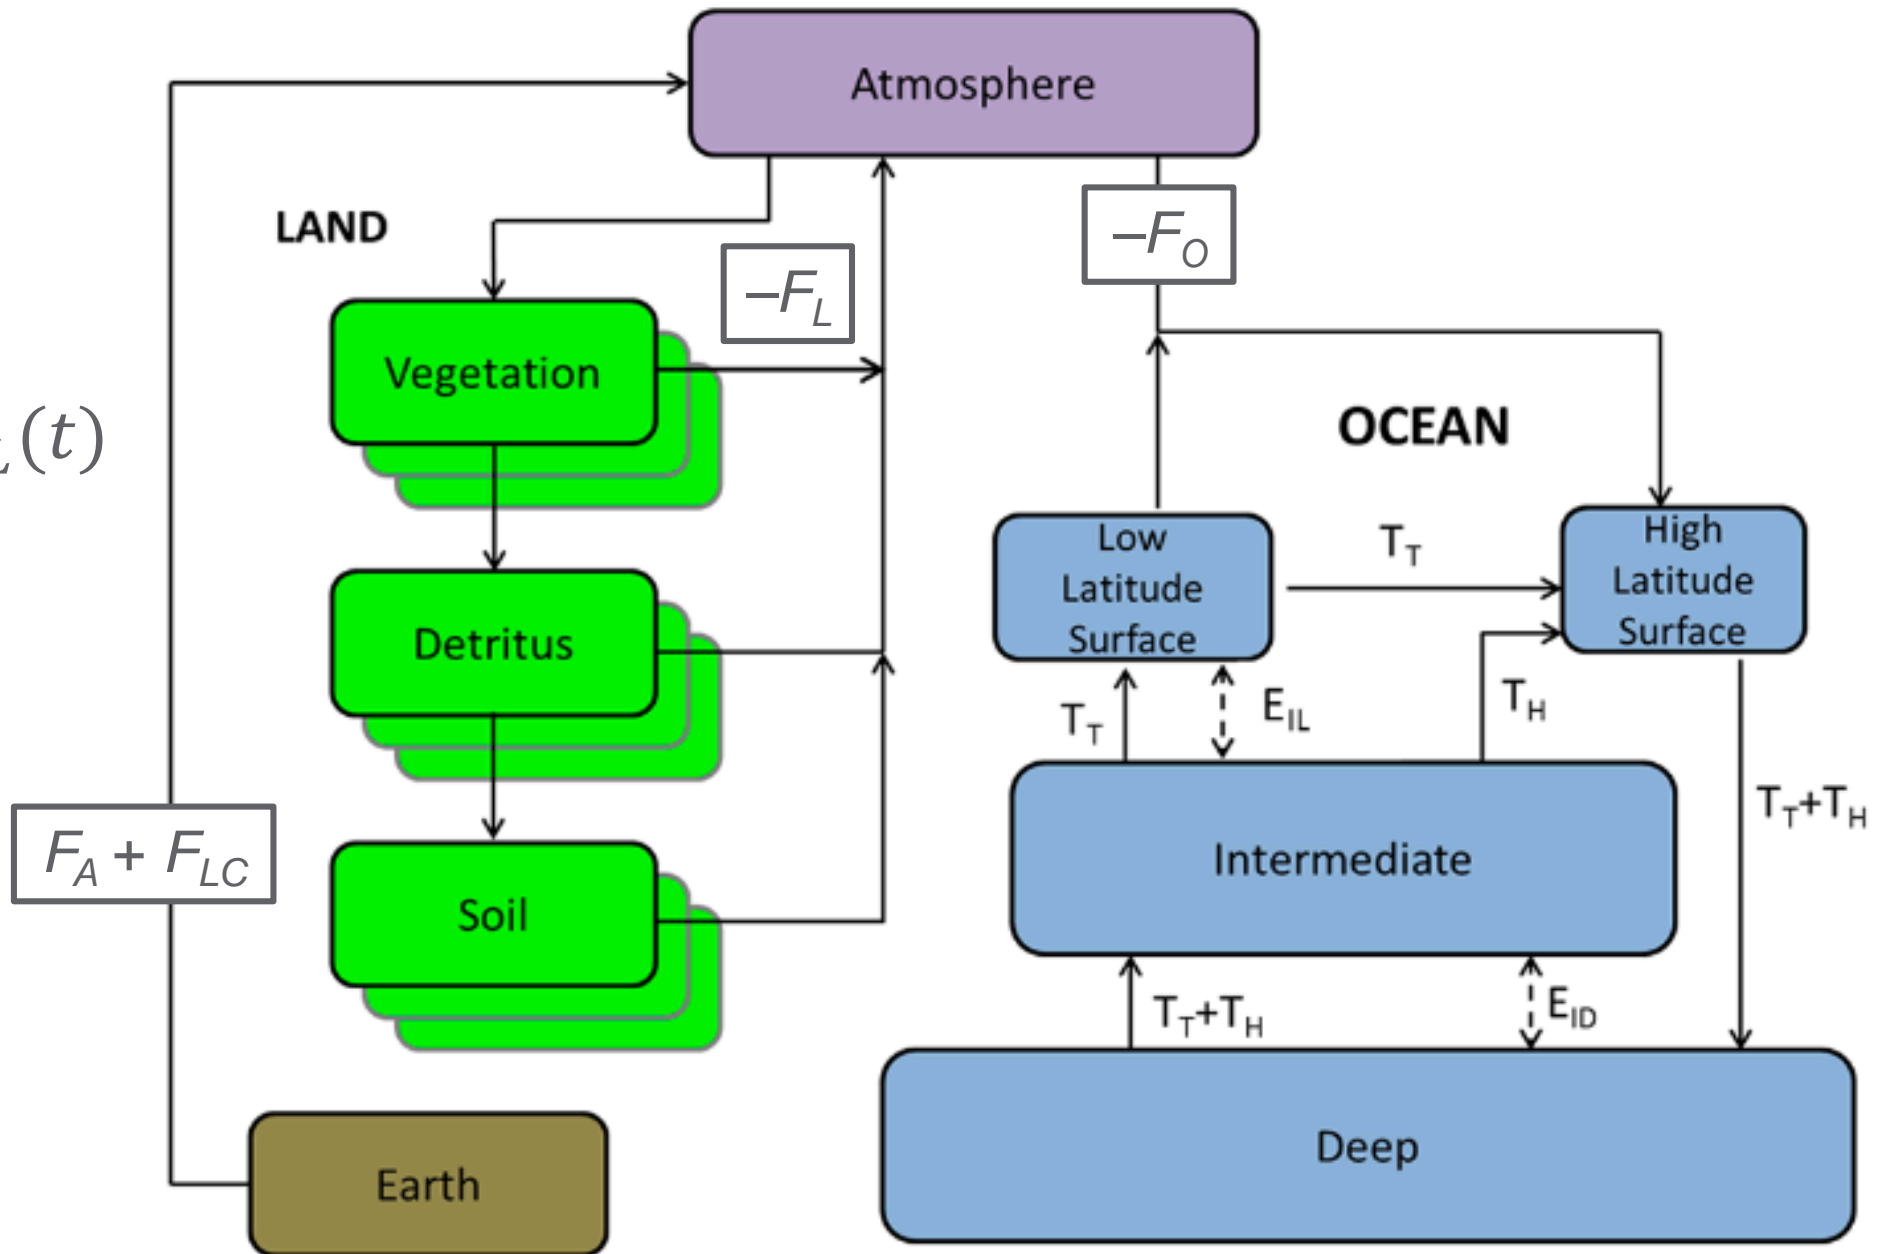 Atmosphere
LAND
–F_O
–F_L
Vegetation
(t)
OCEAN
Low
Latitude
Surface
T_T
High
Latitude
Surface
Detritus
T_T
E_IL
T_H
F_A + F_LC
T_T+T_H
Intermediate
Soil
T_T+T_H
E_ID
Deep
Earth